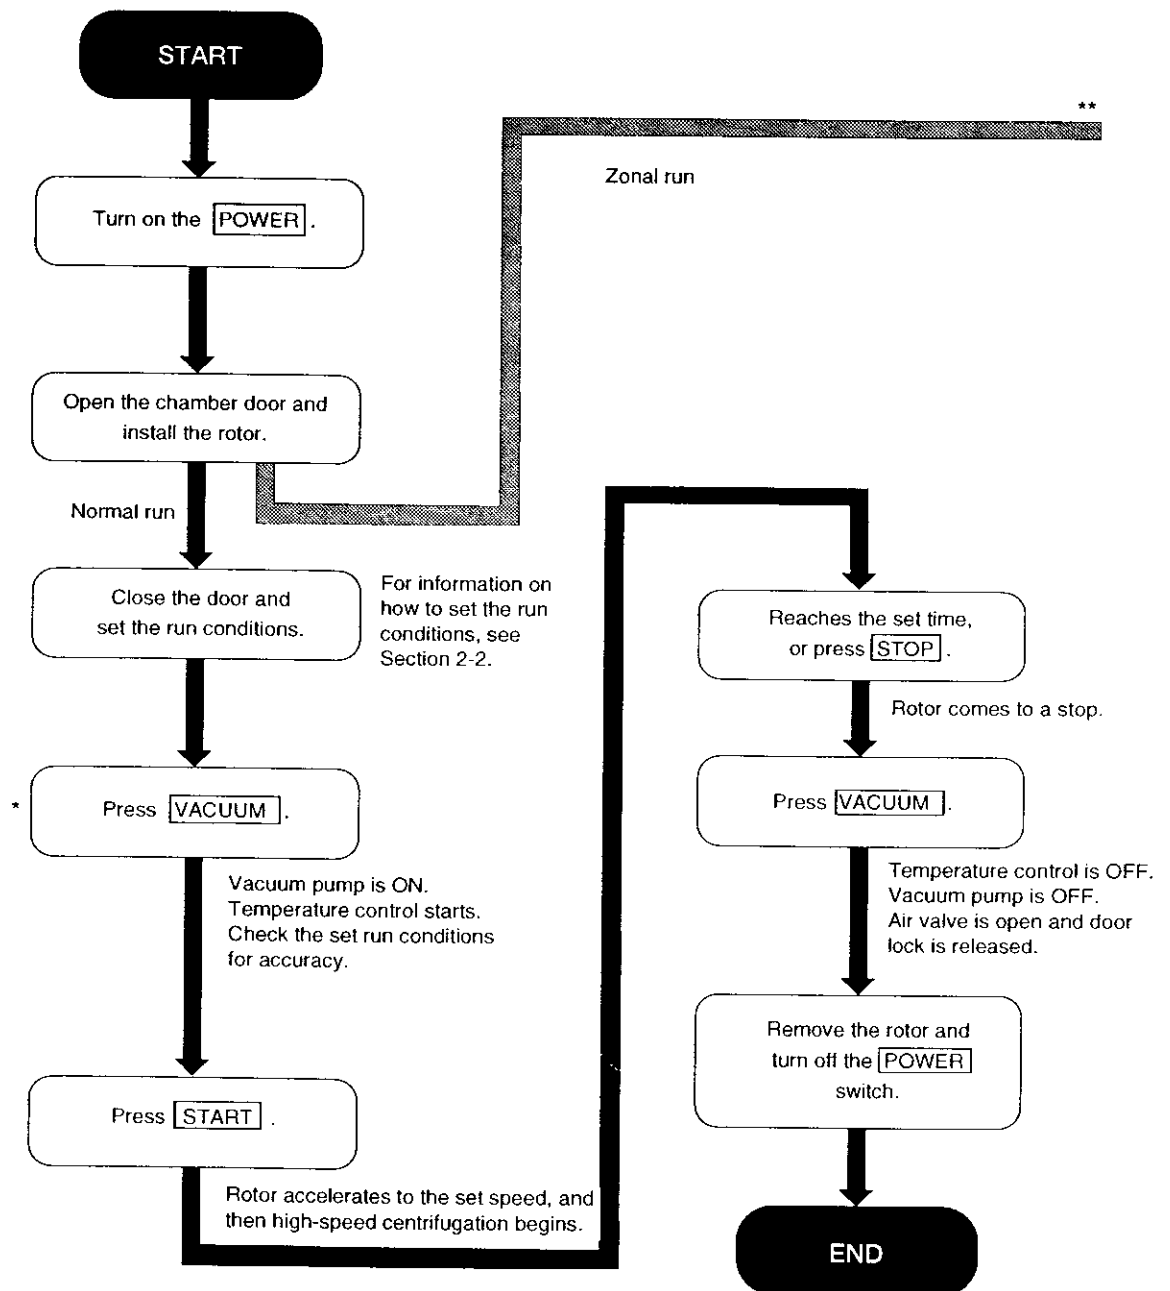 START
Turn on the POWER .
Open the chamber door and
install the rotor.
Normal run
**
Zonal run
Close the door and
set the run conditions.
For information on
how to set the run
conditions, see
Section 2-2.
*
Press VACUUM .
Vacuum pump is ON.
Temperature control starts.
Check the set run conditions
for accuracy.
Press START .
Rotor accelerates to the set speed, and
then high-speed centrifugation begins.
Reaches the set time,
or press STOP .
Rotor comes to a stop.
Press VACUUM .
Temperature control is OFF.
Vacuum pump is OFF.
Air valve is open and door
lock is released.
Remove the rotor and
turn off the POWER
switch.
END